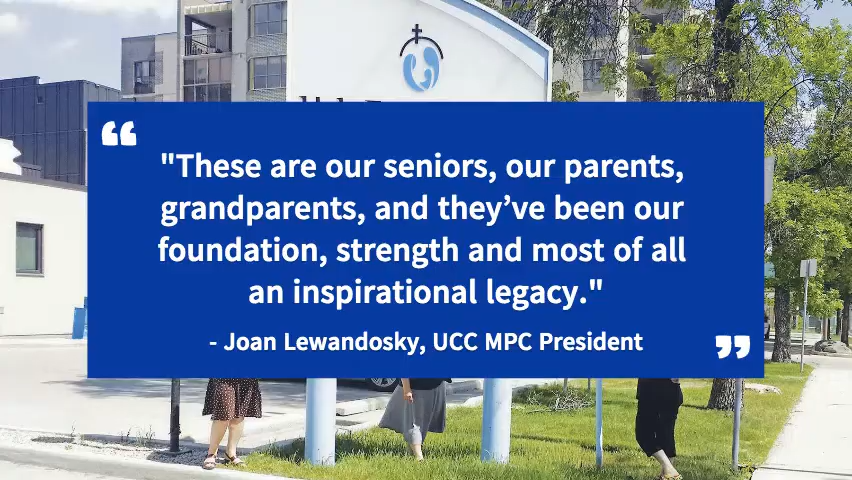 "These are our seniors, our parents,
grandparents, and they’ve been our
foundation, strength and most of all
an inspirational legacy."
- Joan Lewandosky, UCC MPC President